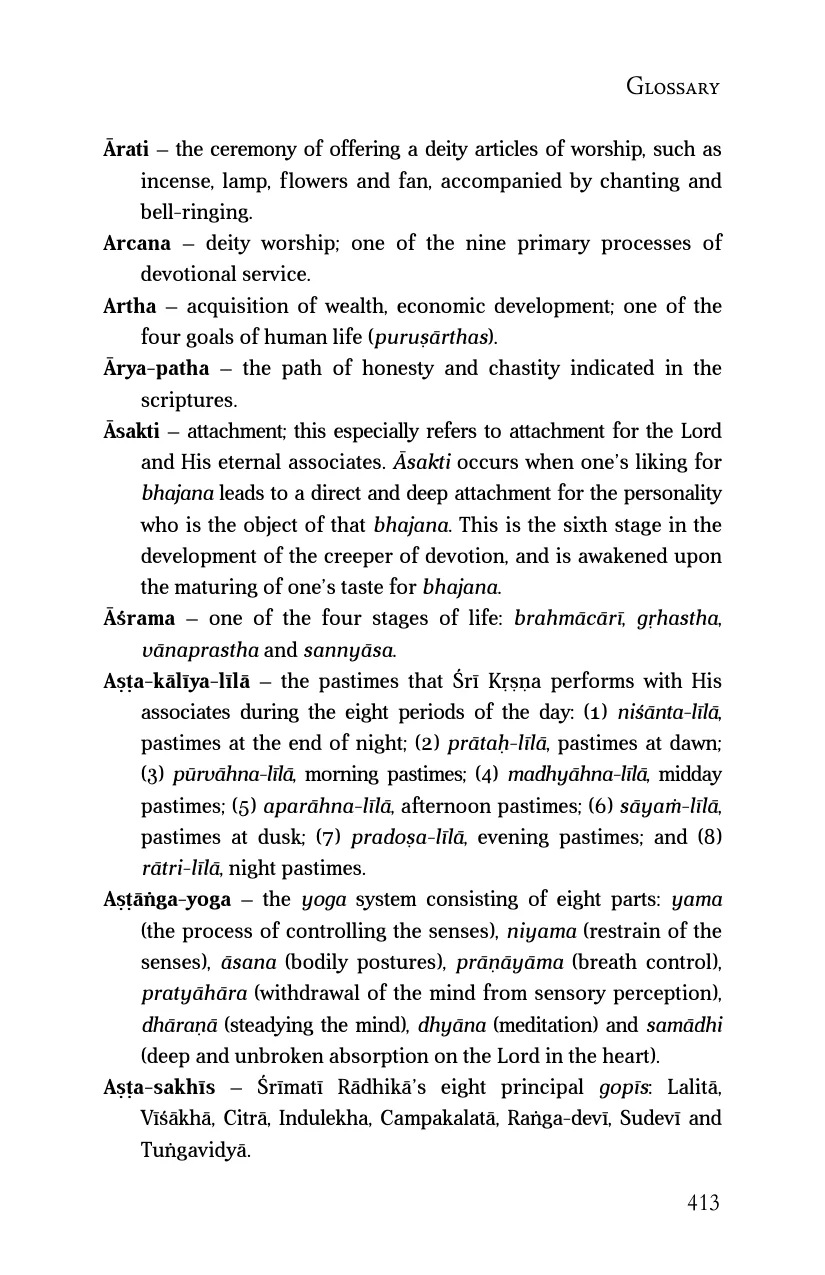 Glossary
Ārati – the ceremony of offering a deity articles of worship, such as
incense, lamp, flowers and fan, accompanied by chanting and
bell-ringing.
Arcana – deity worship; one of the nine primary processes of
devotional service.
Artha – acquisition of wealth, economic development; one of the
four goals of human life (puruṣārthas).
Ārya-patha – the path of honesty and chastity indicated in the
scriptures.
Āsakti – attachment; this especially refers to attachment for the Lord
and His eternal associates. Āsakti occurs when one’s liking for
bhajana leads to a direct and deep attachment for the personality
who is the object of that bhajana. This is the sixth stage in the
development of the creeper of devotion, and is awakened upon
the maturing of one’s taste for bhajana.
Āśrama – one of the four stages of life: brahmācārī, gṛhastha,
vānaprastha and sannyāsa.
Aṣṭa-kālīya-līlā – the pastimes that Śrī Kṛṣṇa performs with His
associates during the eight periods of the day: (1) niśānta-līlā,
pastimes at the end of night; (2) prātaḥ-līlā, pastimes at dawn;
(3) pūrvāhna-līlā, morning pastimes; (4) madhyāhna-līlā, midday
pastimes; (5) aparāhna-līlā, afternoon pastimes; (6) sāyaṁ-līlā,
pastimes at dusk; (7) pradoṣa-līlā, evening pastimes; and (8)
rātri-līlā, night pastimes.
Aṣṭāṅga-yoga – the yoga system consisting of eight parts: yama
(the process of controlling the senses), niyama (restrain of the
senses), āsana (bodily postures), prāṇāyāma (breath control),
pratyāhāra (withdrawal of the mind from sensory perception),
dhāraṇā (steadying the mind), dhyāna (meditation) and samādhi
(deep and unbroken absorption on the Lord in the heart).
Aṣṭa-sakhīs – Śrīmatī Rādhikā’s eight principal gopīs: Lalitā,
Vīśākhā, Citrā, Indulekha, Campakalatā, Raṅga-devī, Sudevī and
Tuṅgavidyā.
413